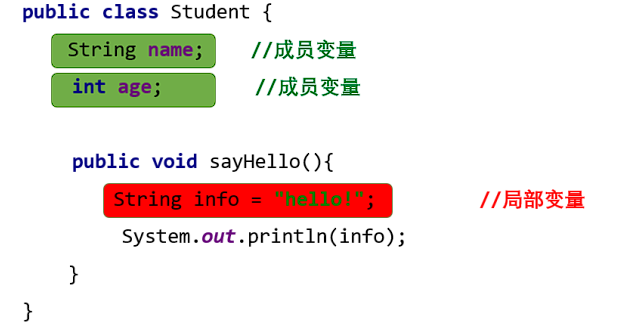 public class Student {
String name; //成员变量
int age; //成员变量
public void sayHello(){
String info = "hello!"; //局部变量
System.out.println(info);
}
}